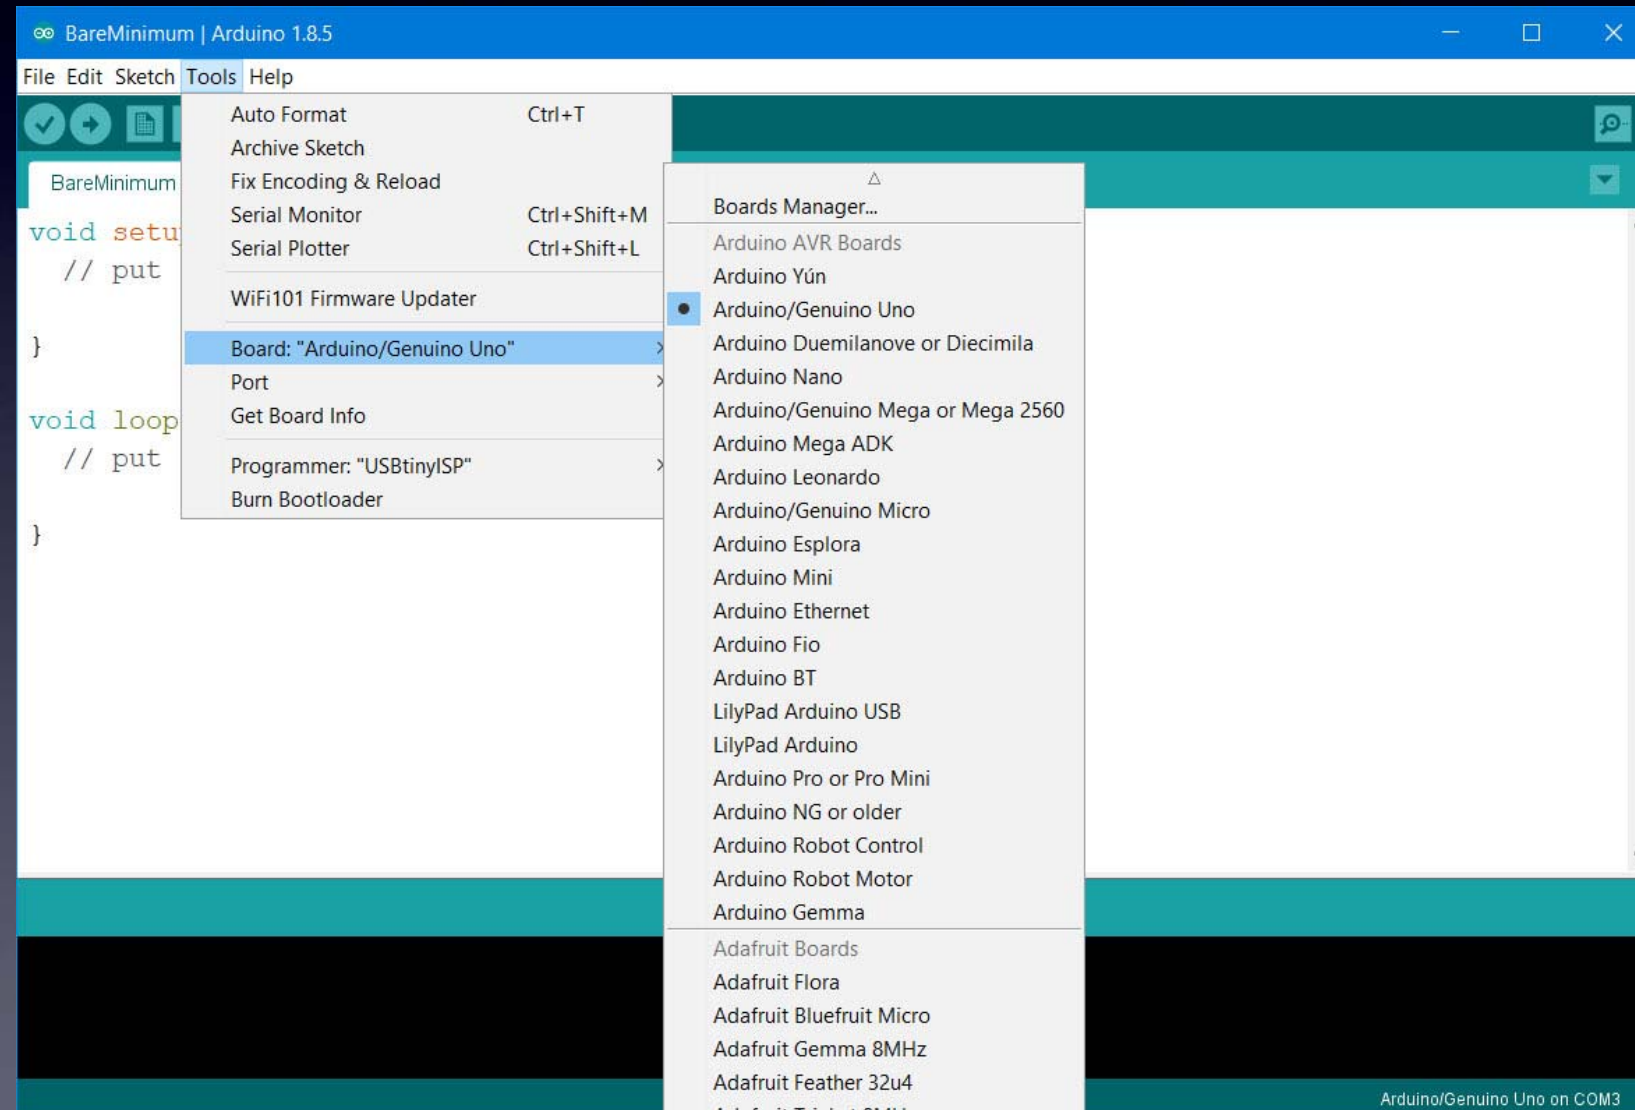 BareMinimum | Arduino 1.8.5
File Edit Sketch Tools Help
Auto Format Ctrl+T
Archive Sketch
Fix Encoding & Reload
Serial Monitor Ctrl+Shift+M
Serial Plotter Ctrl+Shift+L
WiFi101 Firmware Updater
Board: "Arduino/Genuino Uno"
Port
Get Board Info
Programmer: "USBtinyISP"
Burn Bootloader
BareMinimum
void setu
// put
}
void loop
// put
}
Boards Manager...
Arduino AVR Boards
Arduino Yún
Arduino/Genuino Uno
Arduino Duemilanove or Diecimila
Arduino Nano
Arduino/Genuino Mega or Mega 2560
Arduino Mega ADK
Arduino Leonardo
Arduino/Genuino Micro
Arduino Esplora
Arduino Mini
Arduino Ethernet
Arduino Fio
Arduino BT
LilyPad Arduino USB
LilyPad Arduino
Arduino Pro or Pro Mini
Arduino NG or older
Arduino Robot Control
Arduino Robot Motor
Arduino Gemma
Adafruit Boards
Adafruit Flora
Adafruit Bluefruit Micro
Adafruit Gemma 8MHz
Adafruit Feather 32u4
Arduino/Genuino Uno on COM3